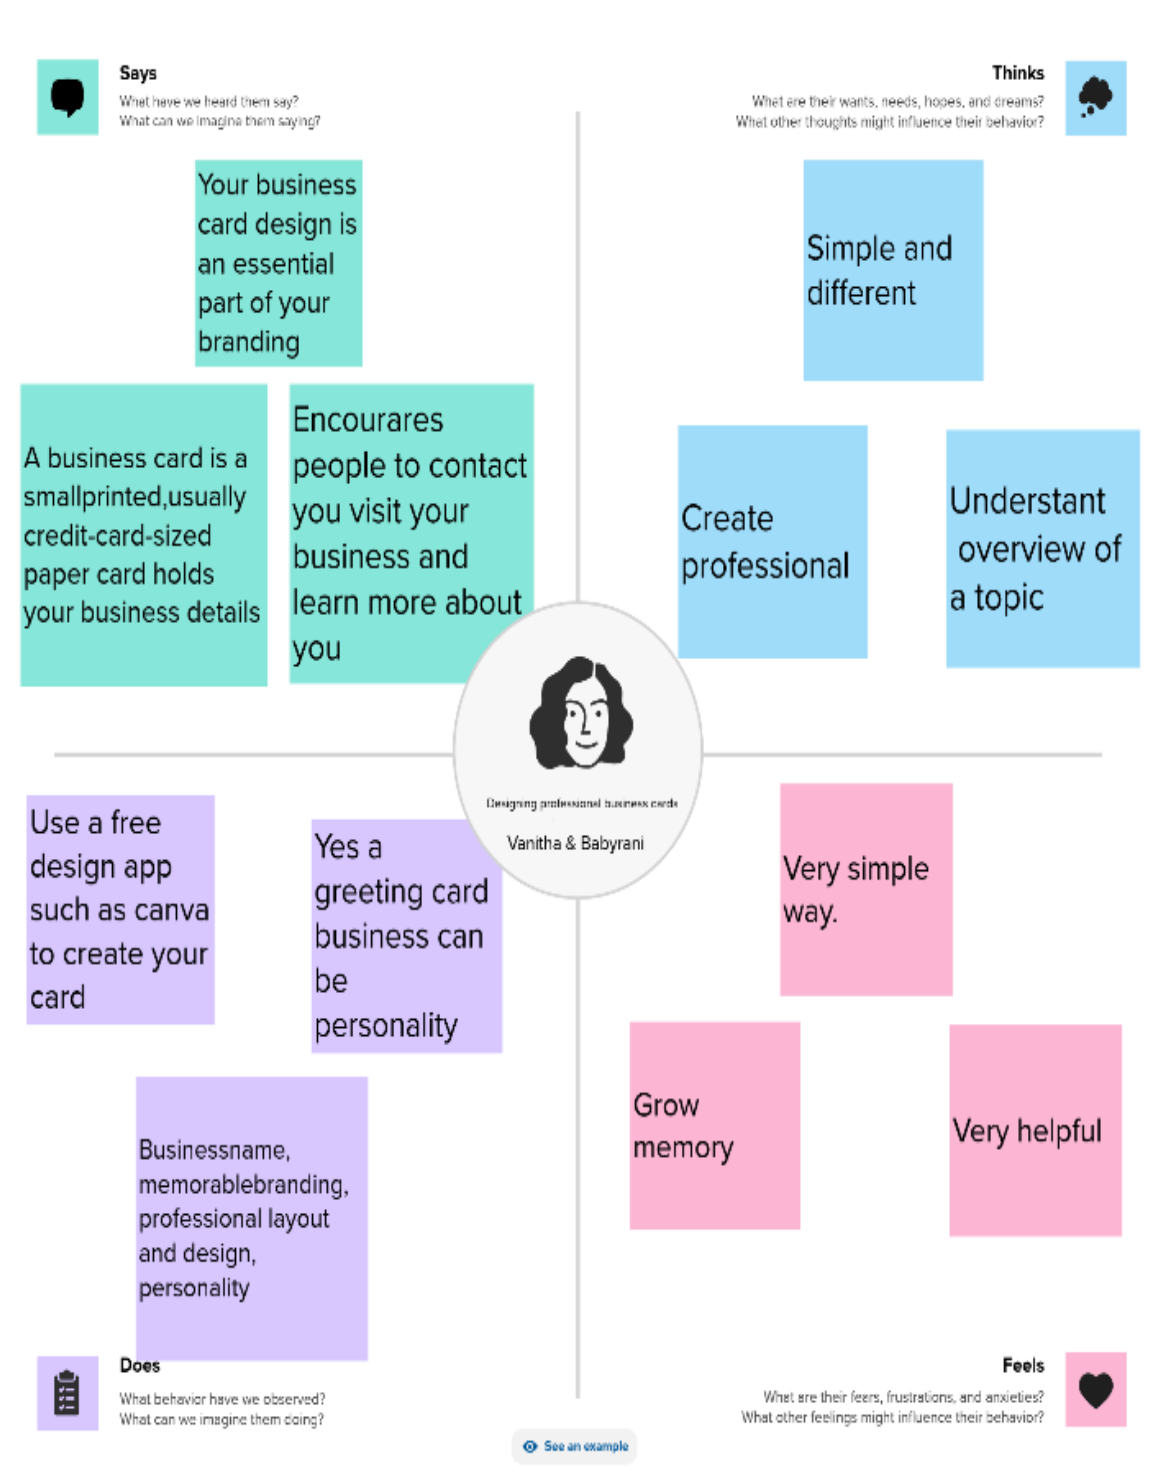 Says
What have we heard them say?
What can we imagine them saying?
Your business
card design is
an essential
part of your
branding
A business card is a
smallprinted,usually
credit-card-sized
paper card holds
your business details
Encourares
people to contact
you visit your
business and
learn more about
you
Thinks
What are their wants, needs, hopes, and dreams?
What other thoughts might influence their behavior?
Simple and
different
Create
professional
Understant
overview of
a topic
Designing professional business cards
Vanitha & Babyrani
Use a free
design app
such as canva
to create your
card
Yes a
greeting card
business can
be
personality
Businessname,
memorablebranding,
professional layout
and design,
personality
Does
What behavior have we observed?
What can we imagine them doing?
Very simple
way.
Grow
memory
Very helpful
Feels
What are their fears, frustrations, and anxieties?
What other feelings might influence their behavior?
See an example